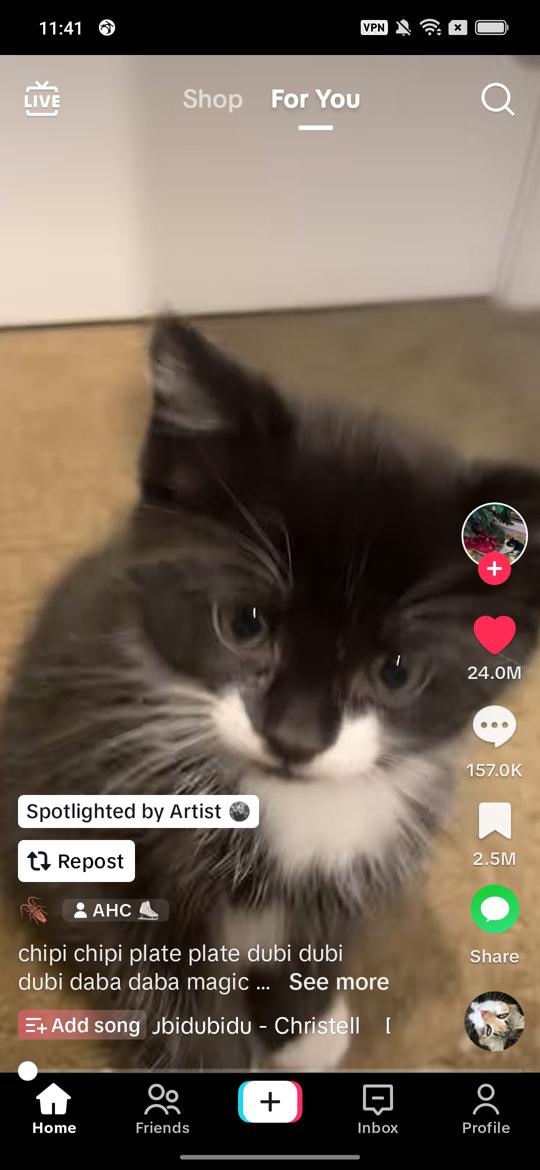 11:41
VPN
LIVE
Shop
For You
24.0M
157.0K
2.5M
Share
Spotlighted by Artist
Repost
AHC
chipi chipi plate plate dubi dubi
dubi daba daba magic ... See more
Add song
Jbidubidu - Christell
Home
Friends
Inbox
Profile